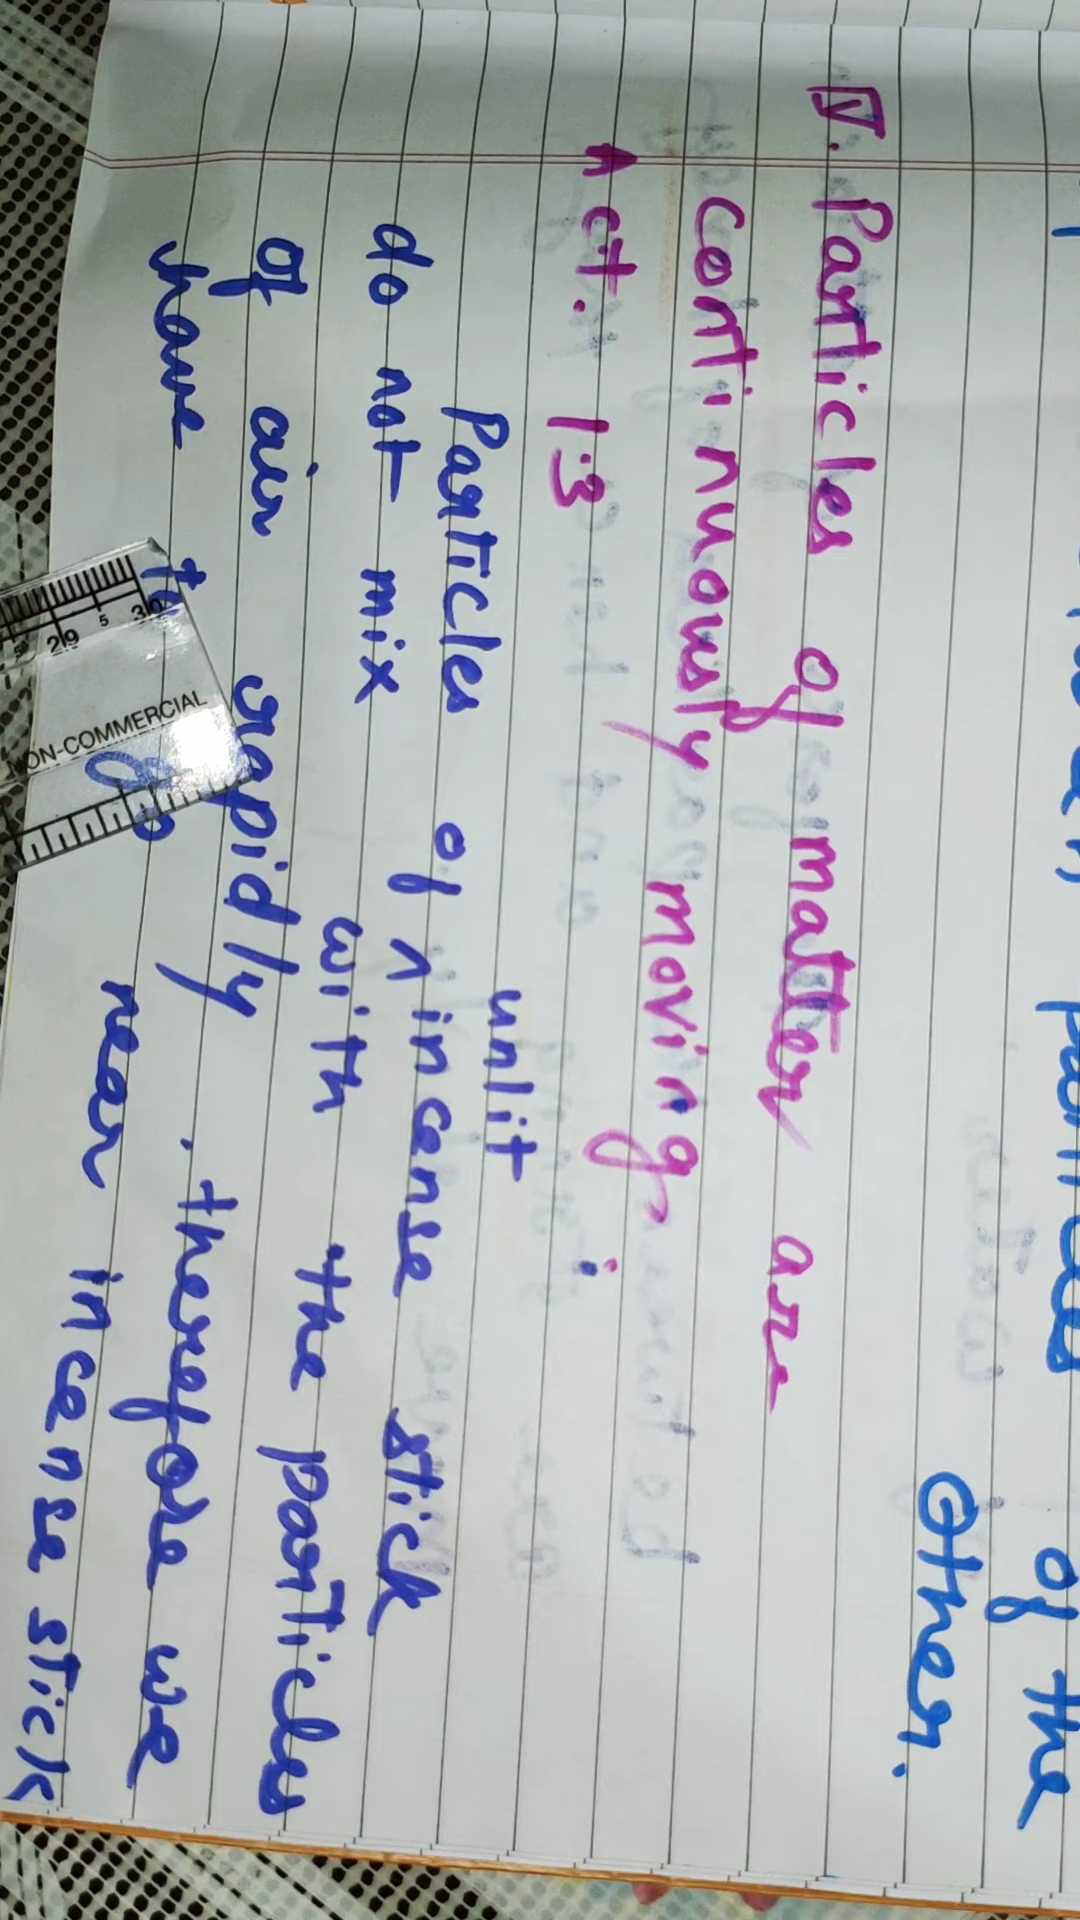 of the
other.
IV. Particles of matter are
continuously moving.
Act. 1.3
unlit
Particles of ^ incense stick
do not mix with the particles
of air rapidly. therefore we
have to go near incense stick
30
5
29
NON-COMMERCIAL